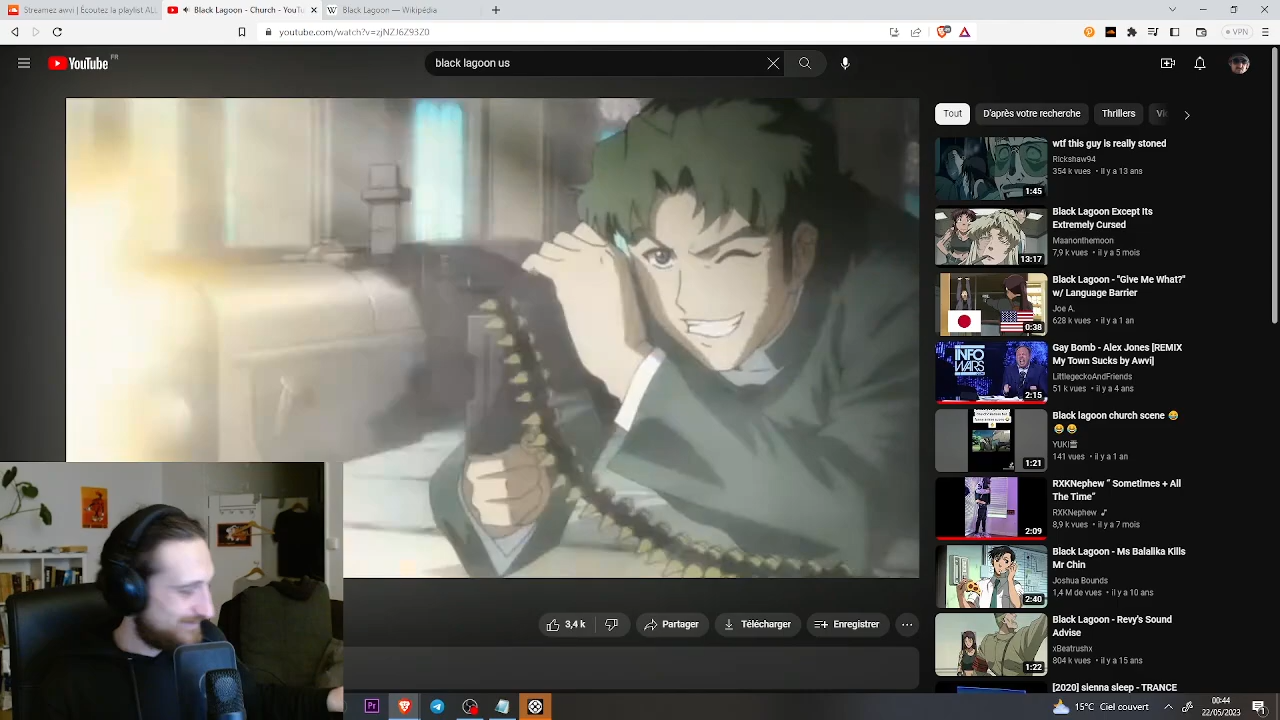 Streamez awvi | Écoutez la playlist AL
Black Lagoon - Church - YouTu
Black Lagoon — Wikipédia
youtube.com/watch?v=zjNZJ6Z93Z0
VPN
YouTube FR
black lagoon us
Tout
D'après votre recherche
Thrillers
wtf this guy is really stoned
Rickshaw94
354 k vues • il y a 13 ans
1:45
Black Lagoon Except Its
Extremely Cursed
Maanonthemoon
7,9 k vues • il y a 5 mois
13:17
Black Lagoon - "Give Me What?"
w/ Language Barrier
Joe A.
628 k vues • il y a 1 an
0:38
Gay Bomb - Alex Jones [REMIX
My Town Sucks by Awvi]
LilttlegeckoAndFriends
51 k vues • il y a 4 ans
INFO
WARS
2:15
Black lagoon church scene 😂
😂 😂
141 vues • il y a 1 an
1:21
RXKNephew " Sometimes + All
The Time"
RXKNephew
8,9 k vues • il y a 7 mois
2:09
Black Lagoon - Ms Balalika Kills
Mr Chin
Joshua Bounds
1,4 M de vues • il y a 10 ans
2:40
Black Lagoon - Revy's Sound
Advise
xBeatrushx
804 k vues • il y a 15 ans
1:22
[2020] sienna sleep - TRANCE
3,4 k
Partager
Télécharger
Enregistrer
Pr
15°C Ciel couvert
00:44
22/05/2023